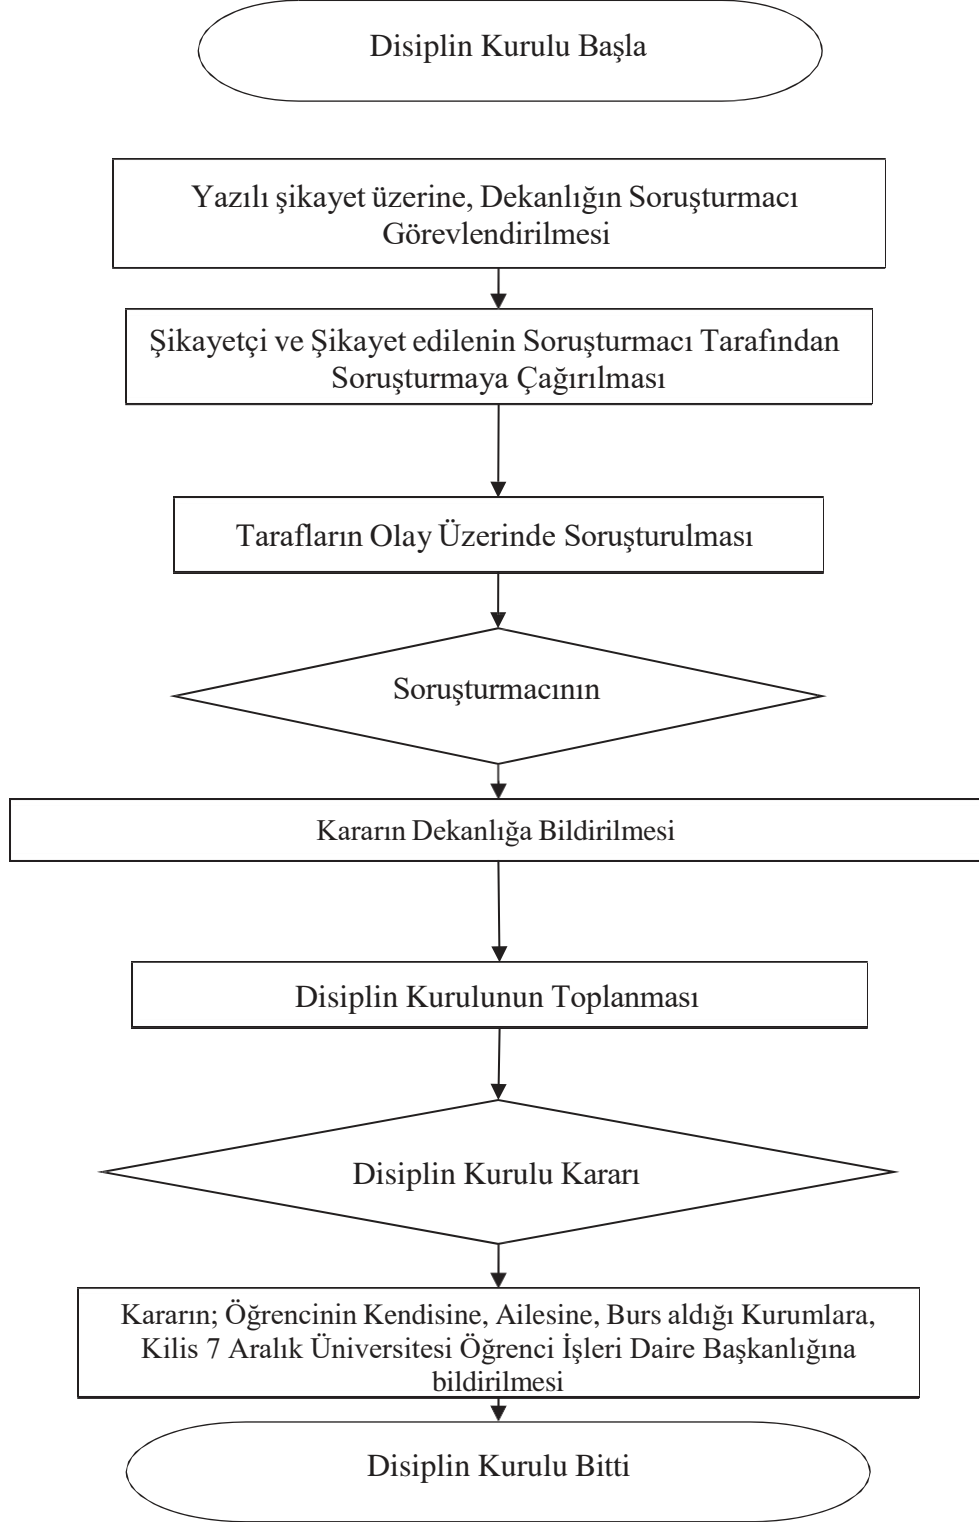 Disiplin Kurulu Başla
Yazılı şikayet üzerine, Dekanlığın Soruşturmacı
Görevlendirilmesi
Şikayetçi ve Şikayet edilenin Soruşturmacı Tarafından
Soruşturmaya Çağırılması
Tarafların Olay Üzerinde Soruşturulması
Soruşturmacının
Kararın Dekanlığa Bildirilmesi
Disiplin Kurulunun Toplanması
Disiplin Kurulu Kararı
Kararın; Öğrencinin Kendisine, Ailesine, Burs aldığı Kurumlara,
Kilis 7 Aralık Üniversitesi Öğrenci İşleri Daire Başkanlığına
bildirilmesi
Disiplin Kurulu Bitti